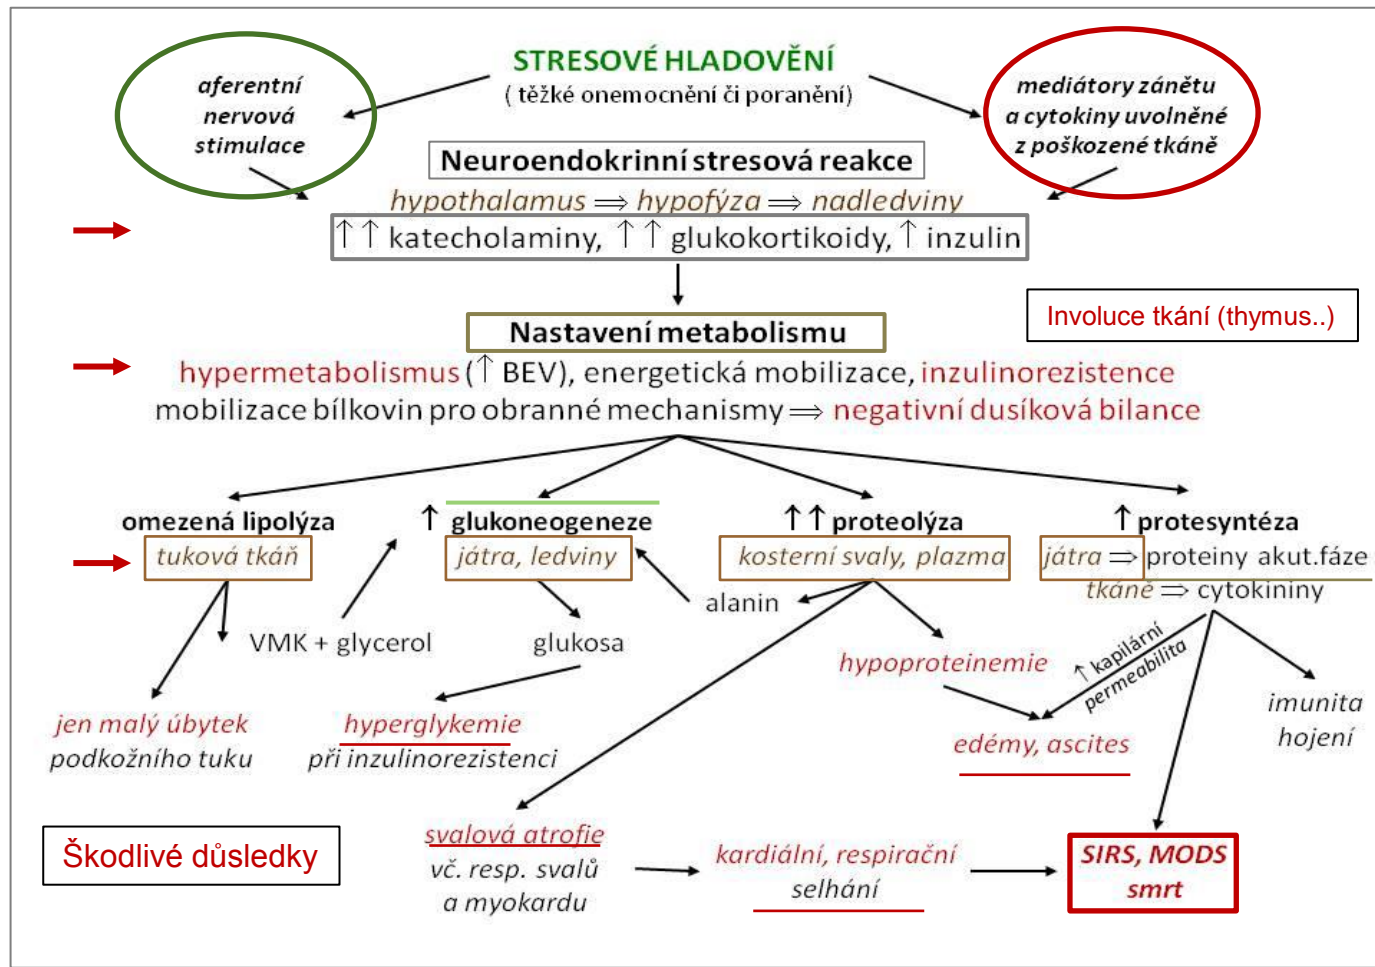 STRESOVÉ HLADOVĚNÍ
( těžké onemocnění či poranění)
aferentní
nervová
stimulace
mediátory zánětu
a cytokiny uvolněné
z poškozené tkáně
Neuroendokrinní stresová reakce
hypothalamus ⇒ hypofýza ⇒ nadledviny
↑↑ katecholaminy, ↑↑ glukokortikoidy, ↑ inzulin
Involuce tkání (thymus..)
Nastavení metabolismu
hypermetabolismus (↑ BEV), energetická mobilizace, inzulinorezistence
mobilizace bílkovin pro obranné mechanismy ⇒ negativní dusíková bilance
omezená lipolýza
tuková tkáň
↑ glukoneogeneze
játra, ledviny
↑↑ proteolýza
kosterní svaly, plazma
↑ protesyntéza
játra ⇒ proteiny akut.fáze
tkáně ⇒ cytokininy
VMK + glycerol
glukosa
alanin
hypoproteinemie
↑ kapilární
permeabilita
imunita
hojení
jen malý úbytek
podkožního tuku
hyperglykemie
při inzulinorezistenci
edémy, ascites
Škodlivé důsledky
svalová atrofie
vč. resp. svalů
a myokardu
kardiální, respirační
selhání
SIRS, MODS
smrt